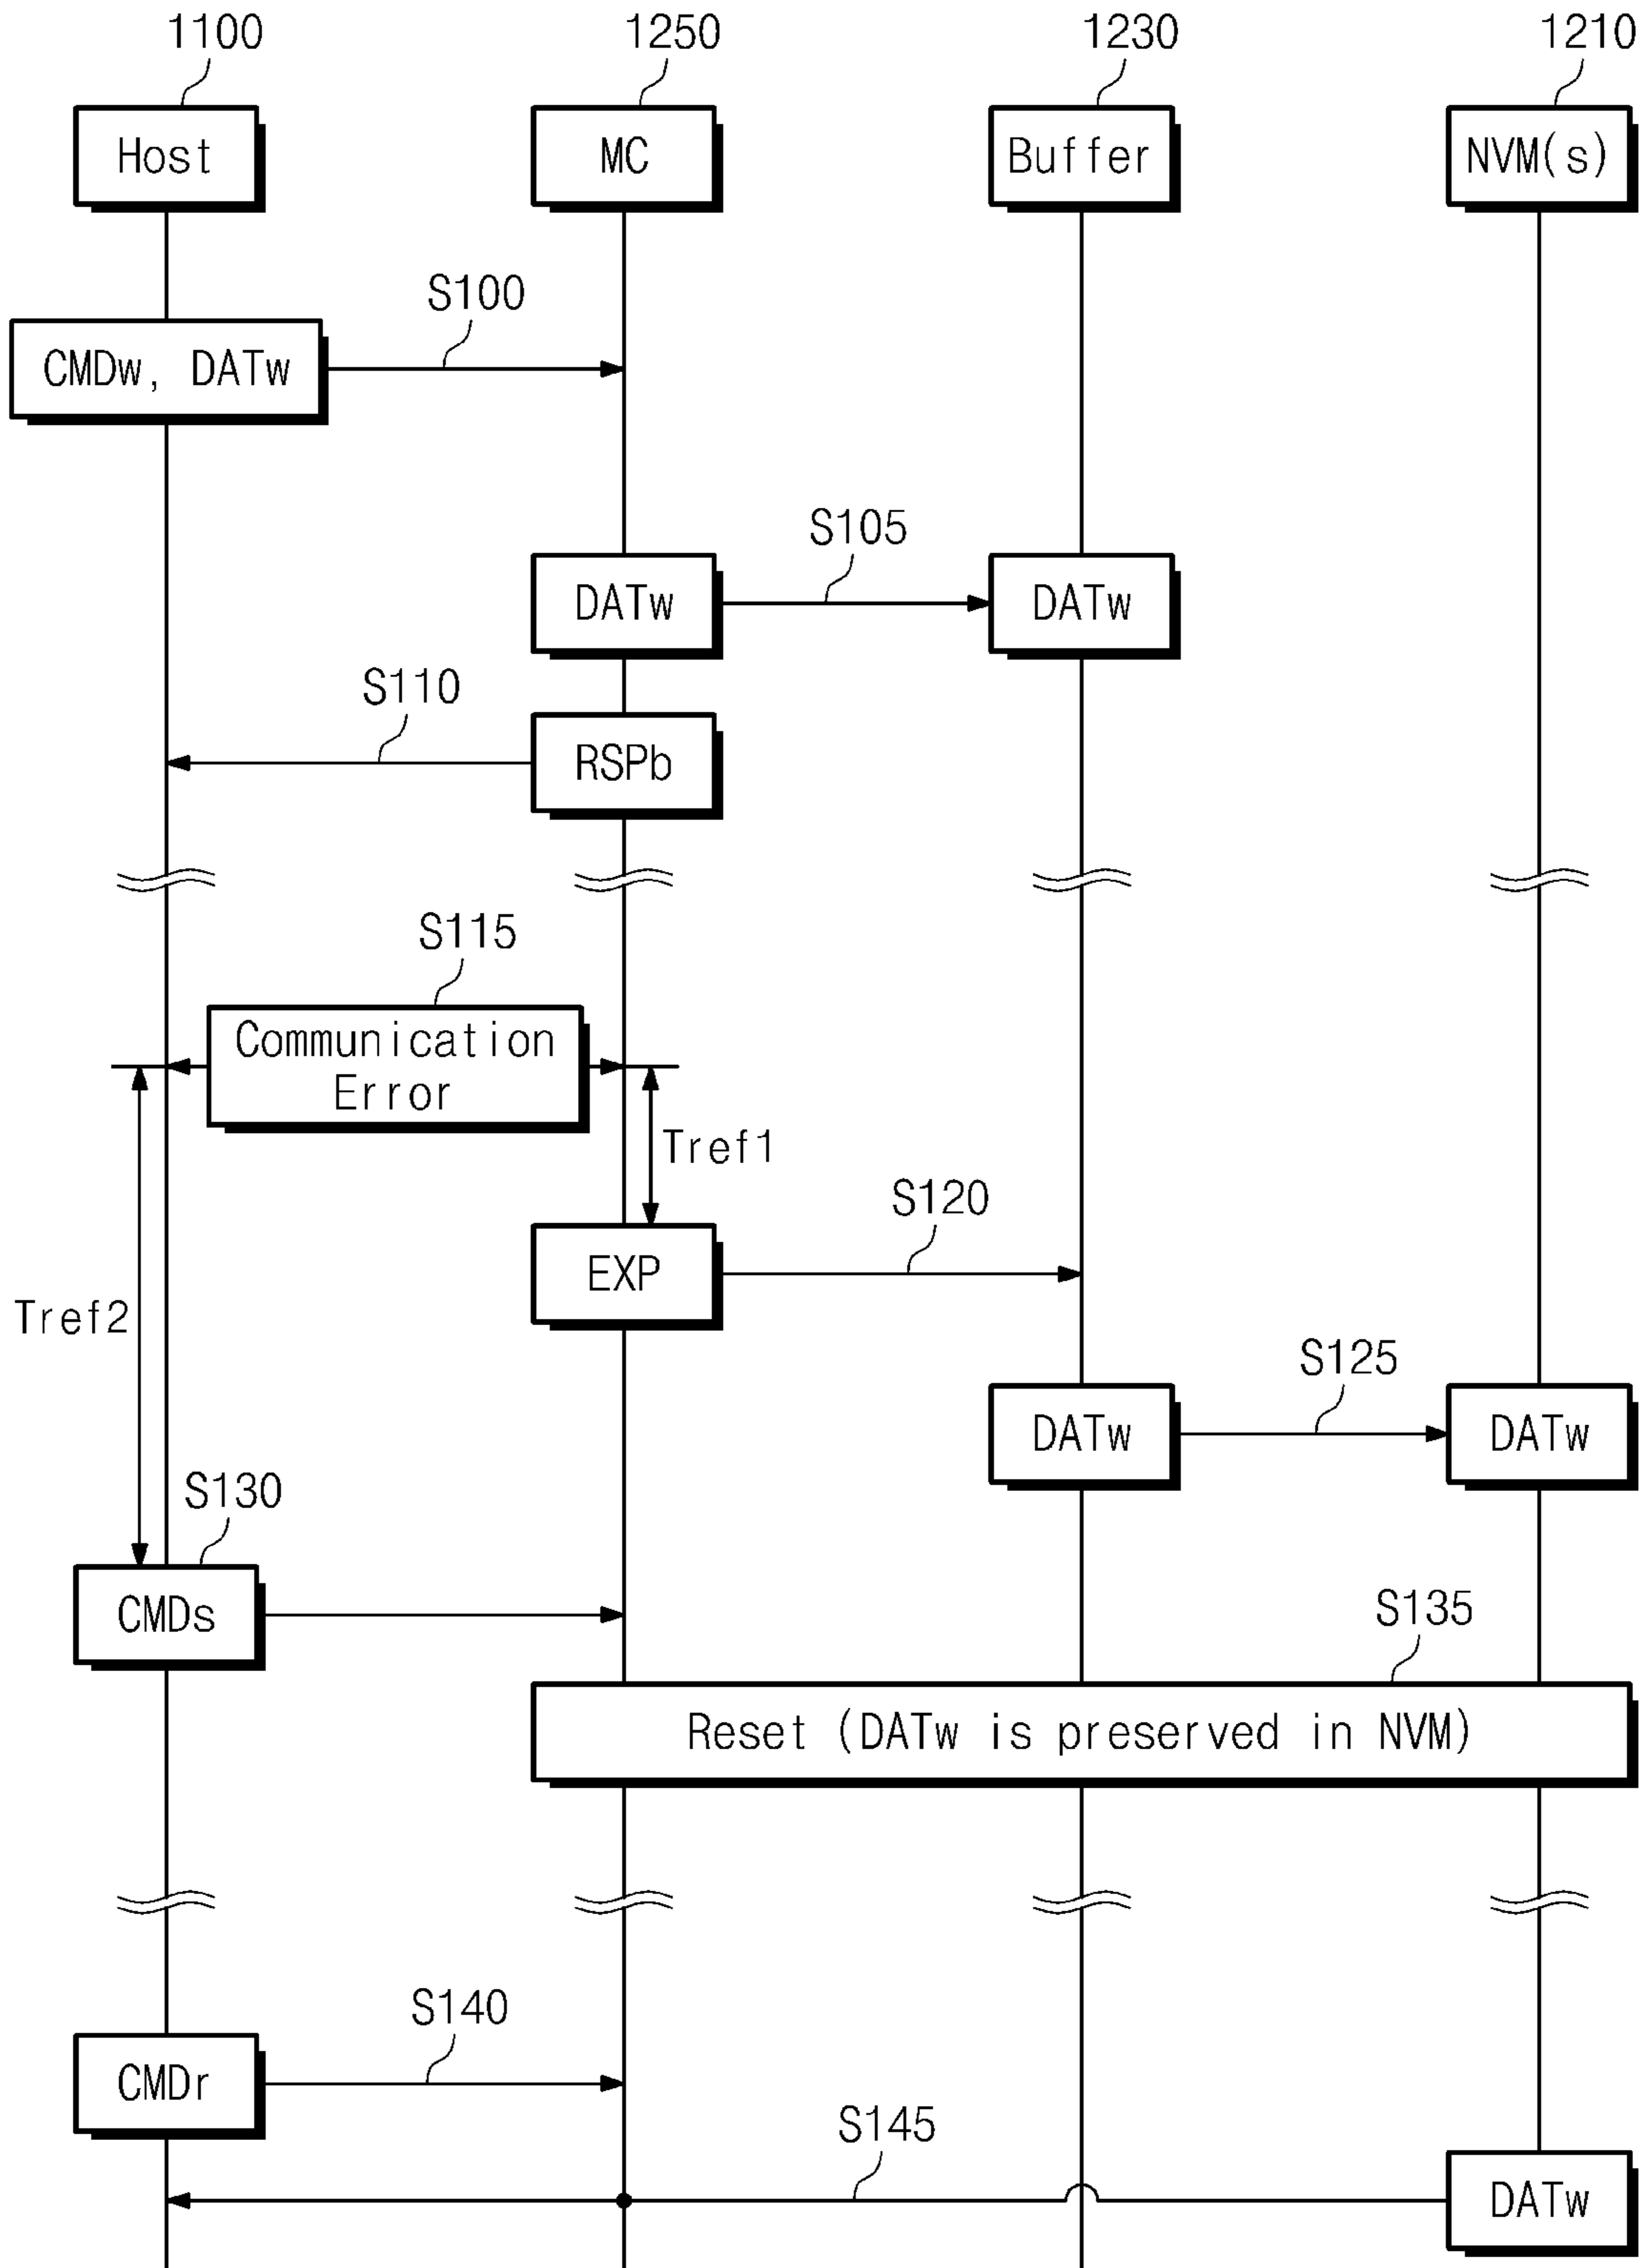 1100
1250
1230
1210
Host
MC
Buffer
NVM(s)
S100
CMDw, DATw
S105
DATw
DATw
S110
RSPb
S115
Communication
Error
Tref1
S120
EXP
Tref2
S125
DATw
DATw
S130
CMDs
S135
Reset (DATw is preserved in NVM)
S140
CMDr
S145
DATw